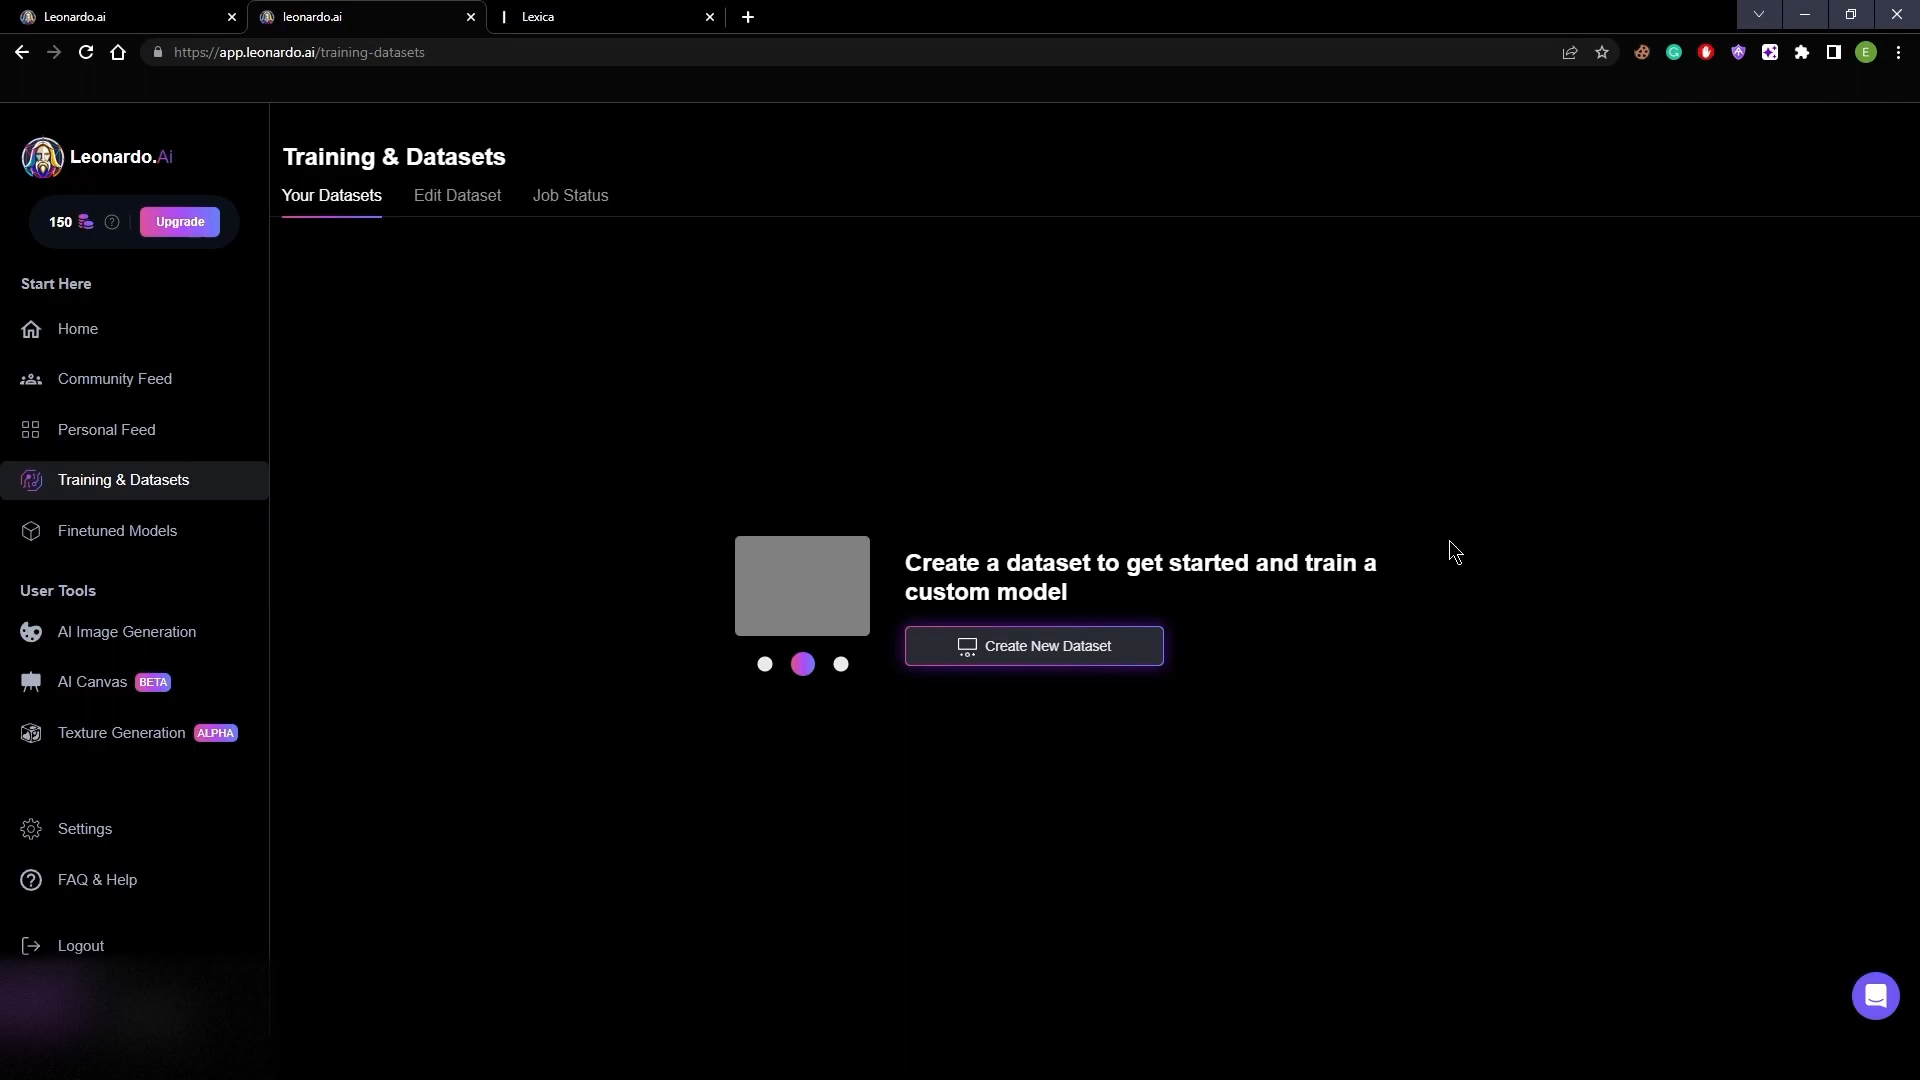 Leonardo.ai
leonardo.ai
Lexica
https://app.leonardo.ai/training-datasets
E
Leonardo.Ai
150
Upgrade
Start Here
Home
Community Feed
Personal Feed
Training & Datasets
Finetuned Models
User Tools
AI Image Generation
AI Canvas BETA
Texture Generation ALPHA
Settings
FAQ & Help
Logout
Training & Datasets
Your Datasets Edit Dataset Job Status
Create a dataset to get started and train a
custom model
Create New Dataset